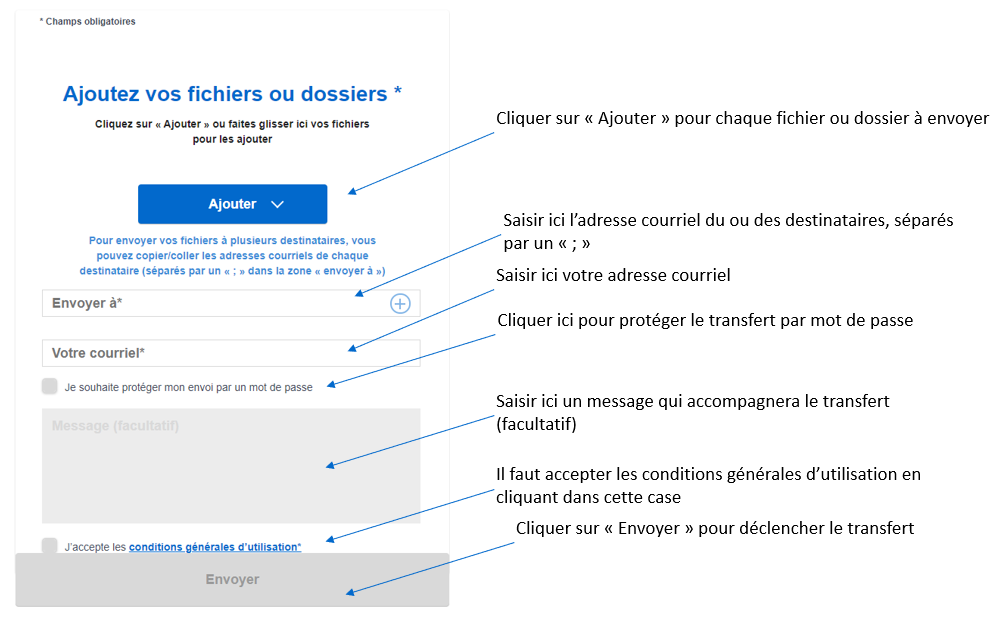 * Champs obligatoires
Ajoutez vos fichiers ou dossiers *
Cliquez sur « Ajouter » ou faites glisser ici vos fichiers
pour les ajouter
Cliquer sur « Ajouter » pour chaque fichier ou dossier à envoyer
Ajouter
Saisir ici l’adresse courriel du ou des destinataires, séparés
par un « ; »
Pour envoyer vos fichiers à plusieurs destinataires, vous
pouvez copier/coller les adresses courriels de chaque
destinataire (séparés par un « ; » dans la zone « envoyer à »)
Saisir ici votre adresse courriel
Envoyer à*
Cliquer ici pour protéger le transfert par mot de passe
Votre courriel*
Je souhaite protéger mon envoi par un mot de passe
Saisir ici un message qui accompagnera le transfert
(facultatif)
Message (facultatif)
Il faut accepter les conditions générales d’utilisation en
cliquant dans cette case
Cliquer sur « Envoyer » pour déclencher le transfert
J’accepte les conditions générales d’utilisation*
Envoyer